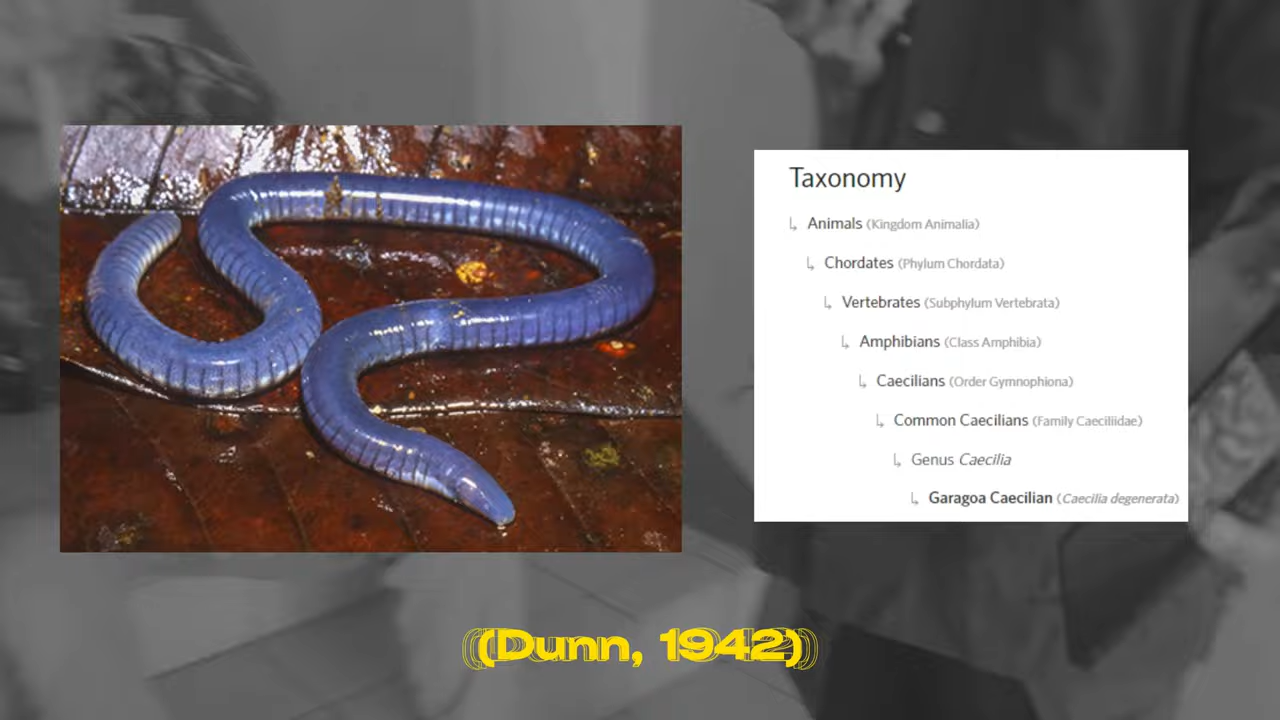 Taxonomy
↳ Animals (Kingdom Animalia)
↳ Chordates (Phylum Chordata)
↳ Vertebrates (Subphylum Vertebrata)
↳ Amphibians (Class Amphibia)
↳ Caecilians (Order Gymnophiona)
↳ Common Caecilians (Family Caeciliidae)
↳ Genus Caecilia
↳ Garagoa Caecilian (Caecilia degenerata)
(Dunn, 1942)